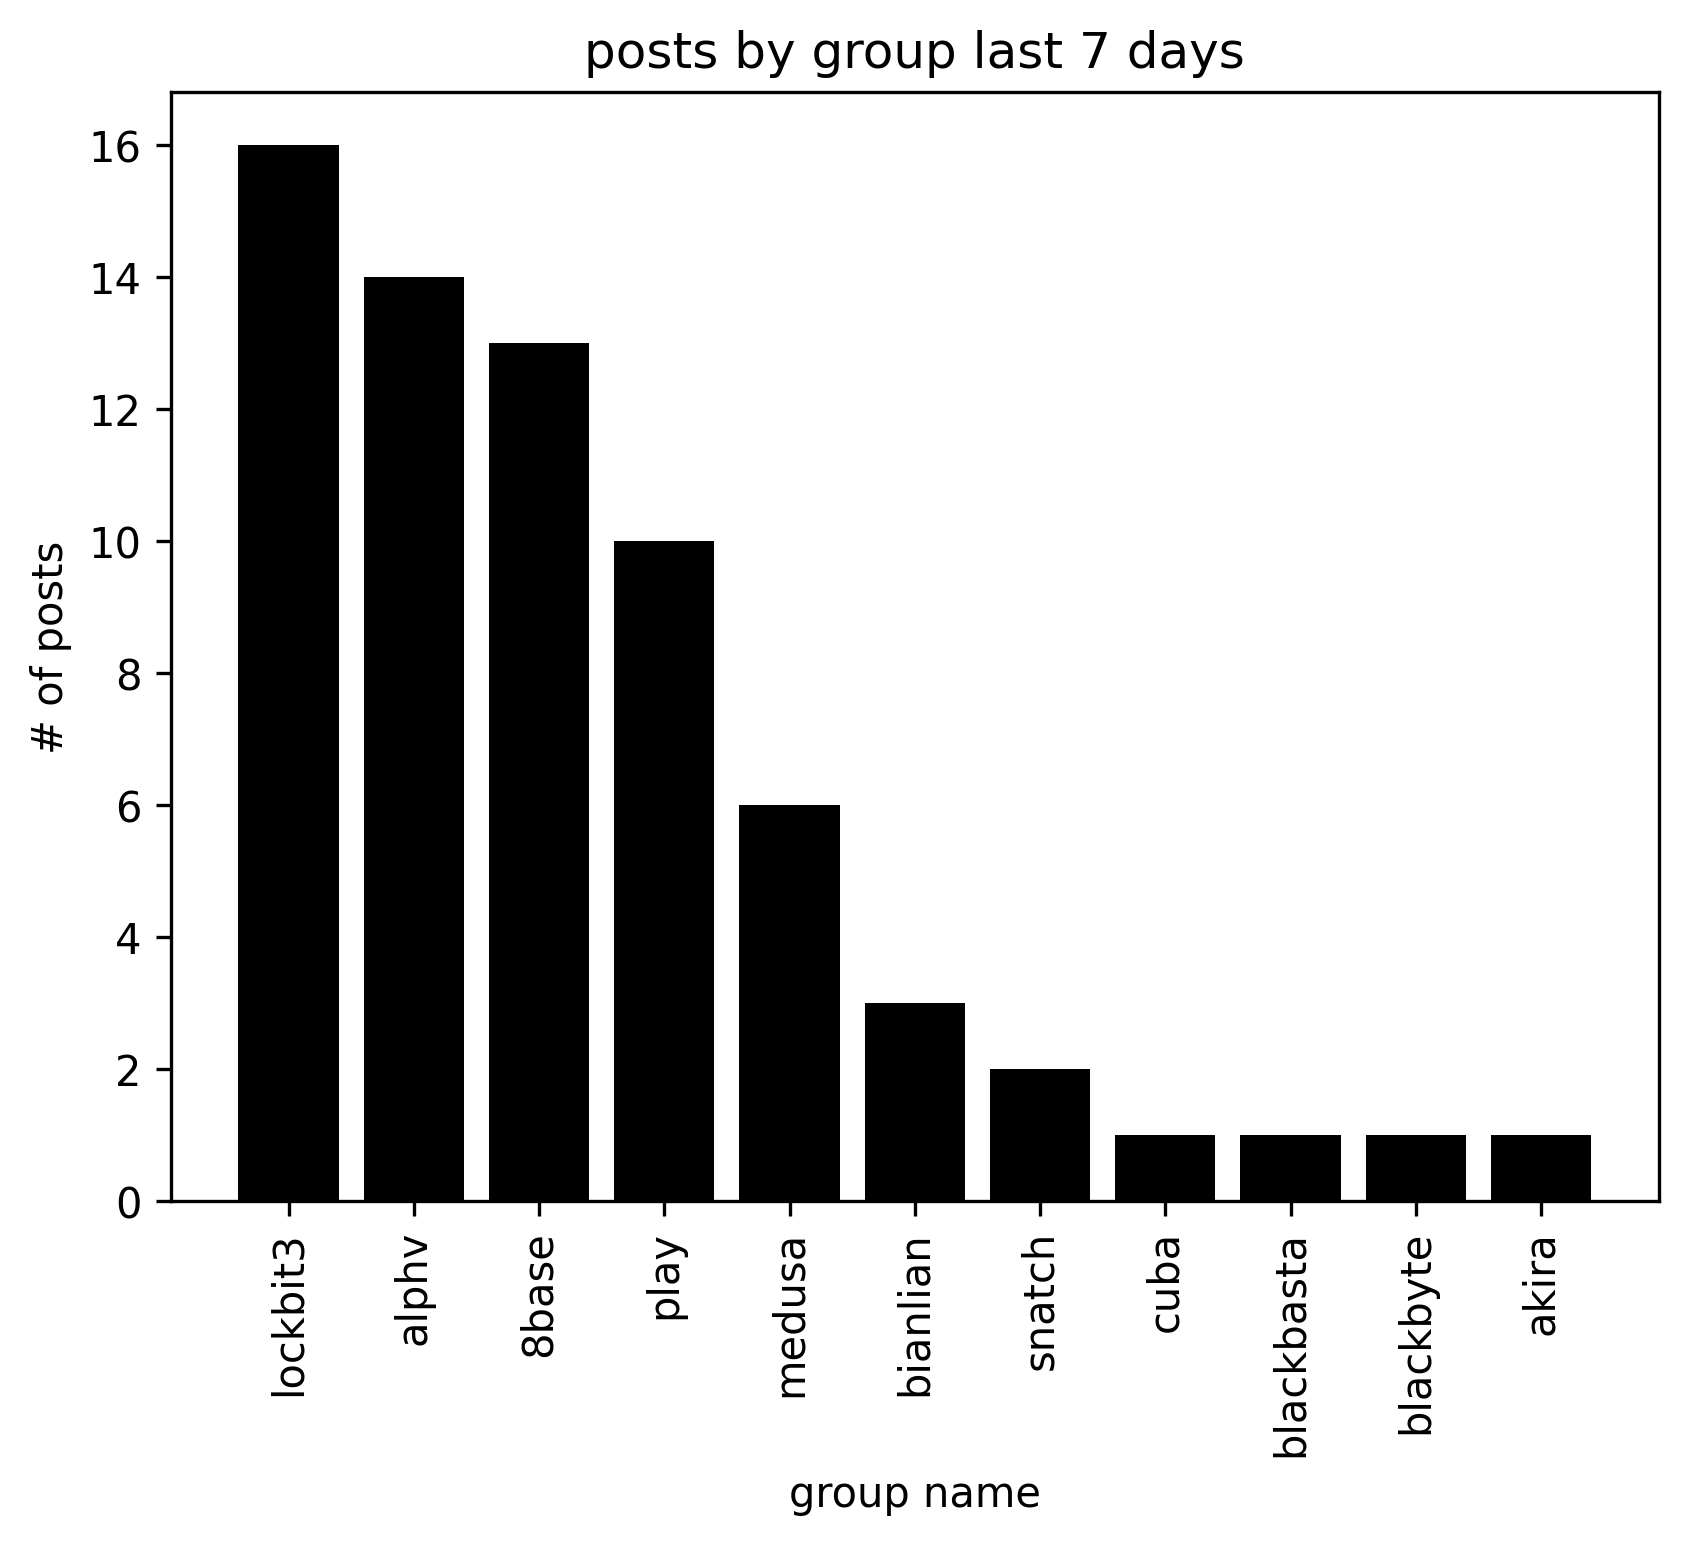 posts by group last 7 days
# of posts
16
14
12
10
8
6
4
2
0
lockbit3
alphv
8base
play
medusa
bianlian
snatch
cuba
blackbasta
blackbyte
akira
group name